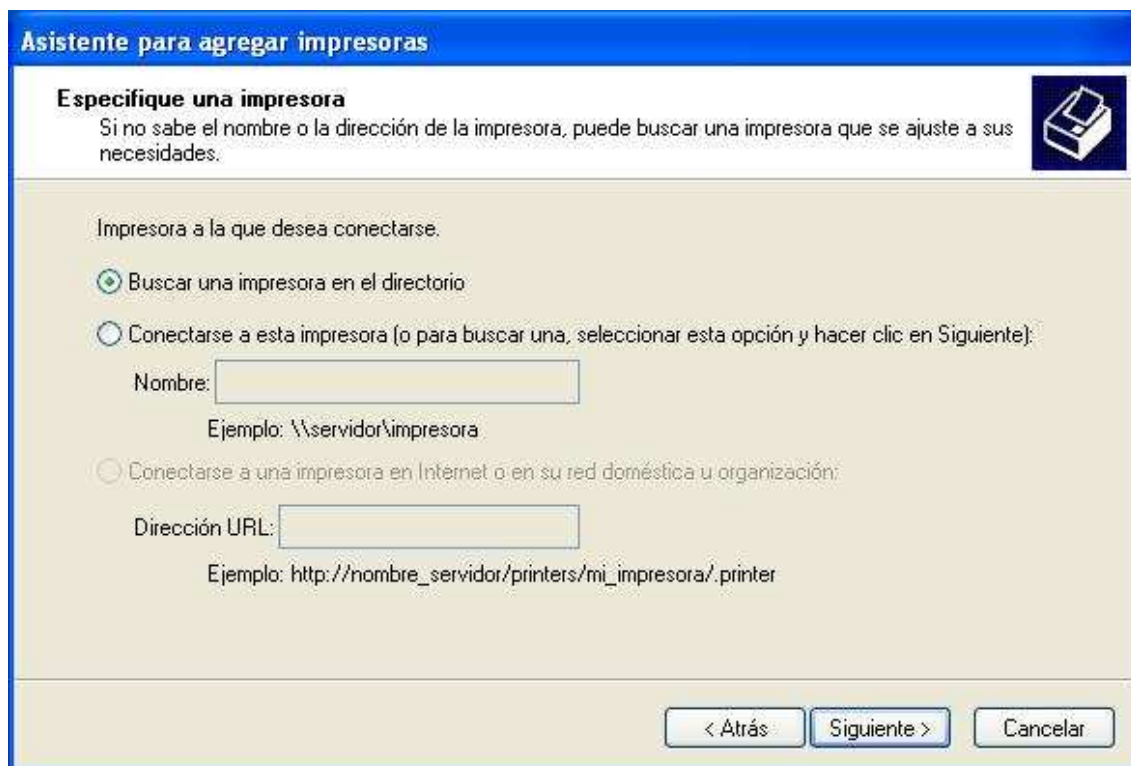 Asistente para agregar impresoras
Especifique una impresora
Si no sabe el nombre o la dirección de la impresora, puede buscar una impresora que se ajuste a sus
necesidades.
Impresora a la que desea conectarse.
Buscar una impresora en el directorio
Conectarse a esta impresora (o para buscar una, seleccionar esta opción y hacer clic en Siguiente):
Nombre:
Ejemplo: \\servidor\impresora
Conectarse a una impresora en Internet o en su red doméstica u organización:
Dirección URL:
Ejemplo: http://nombre_servidor/printers/mi_impresora/.printer
< Atrás Siguiente > Cancelar